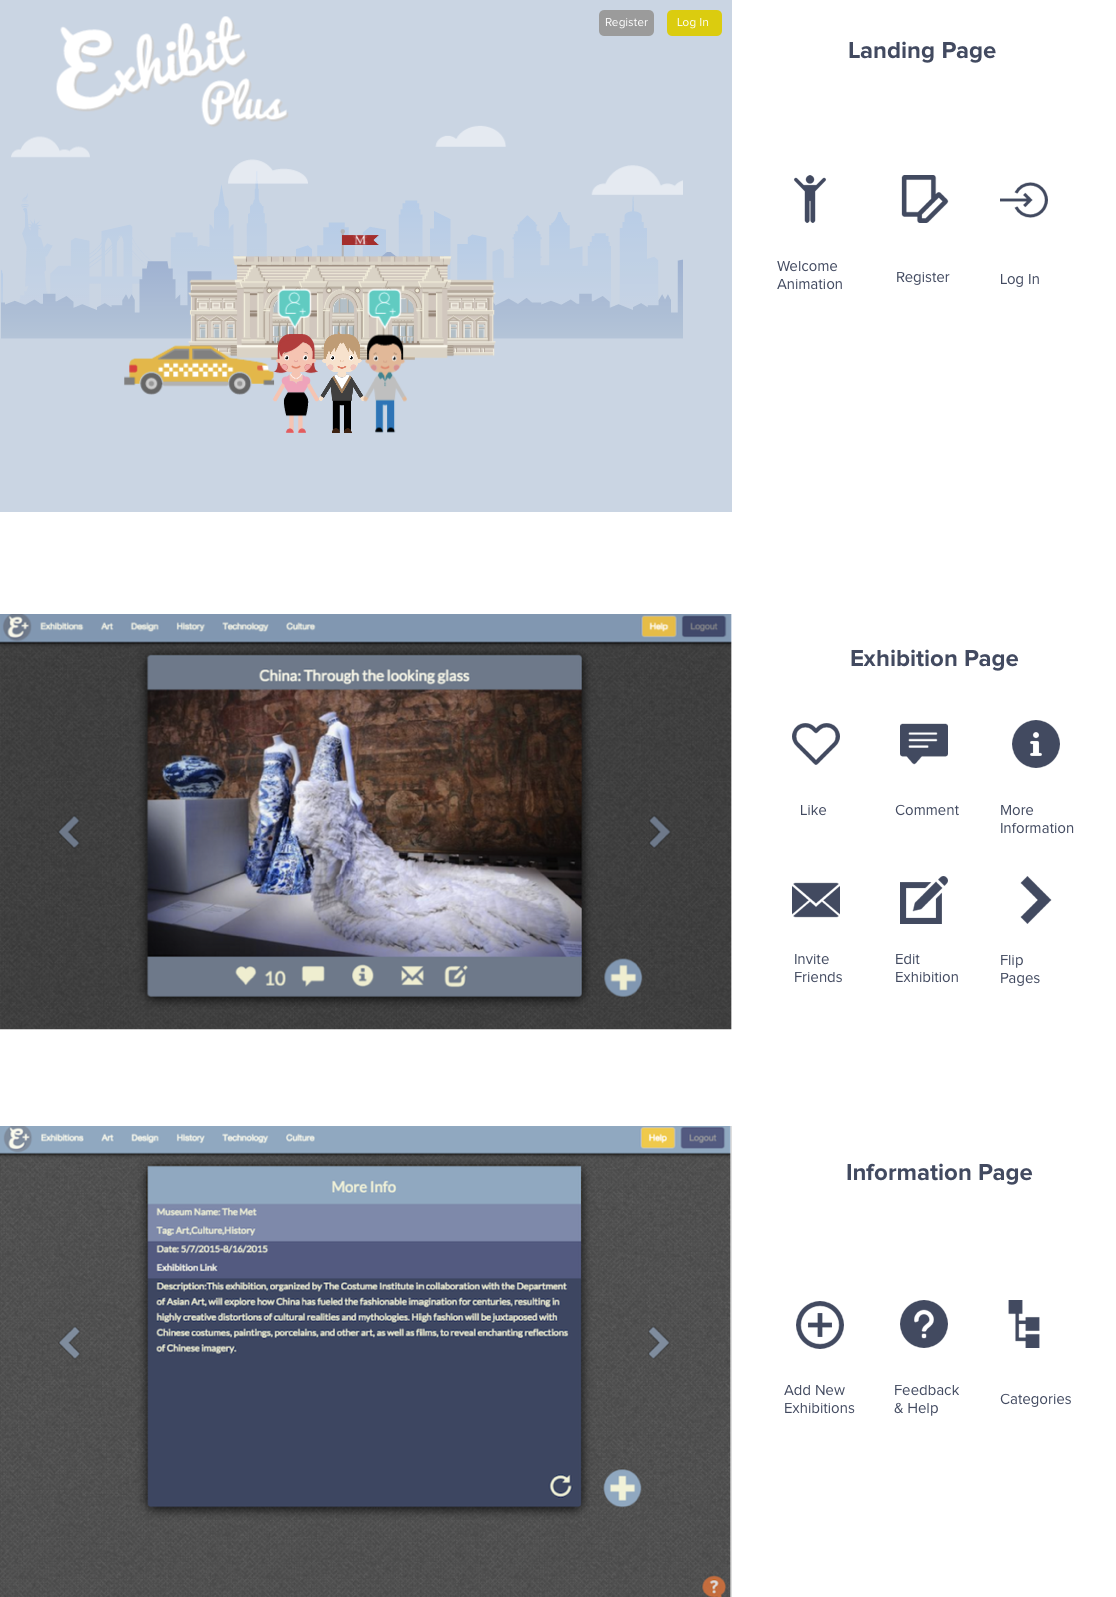 Exhibit
Plus
Register
Log In
M
Landing Page
Welcome
Animation
Register
Log In
E+
Exhibitions
Art
Design
History
Technology
Culture
Help
Logout
China: Through the looking glass
10
Exhibition Page
Like
Comment
More
Information
Invite
Friends
Edit
Exhibition
Flip
Pages
E+
Exhibitions
Art
Design
History
Technology
Culture
Help
Logout
More Info
Museum Name: The Met
Tag: Art,Culture,History
Date: 5/7/2015-8/16/2015
Exhibition Link
Description:This exhibition, organized by The Costume Institute in collaboration with the Department
of Asian Art, will explore how China has fueled the fashionable imagination for centuries, resulting in
highly creative distortions of cultural realities and mythologies. High fashion will be juxtaposed with
Chinese costumes, paintings, porcelains, and other art, as well as films, to reveal enchanting reflections
of Chinese imagery.
?
Information Page
Add New
Exhibitions
Feedback
& Help
Categories